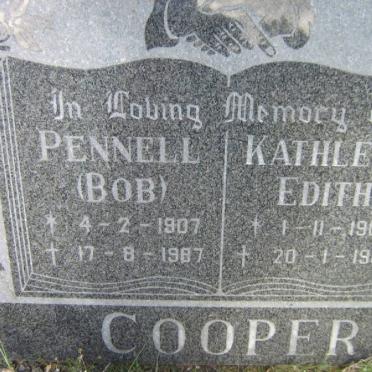 In Loving Memory
PENNELL KATHLE
(BOB) EDITH
* 4-2-1907 † 1-11-19
† 17-8-1987 † 20-1-19
COOPER